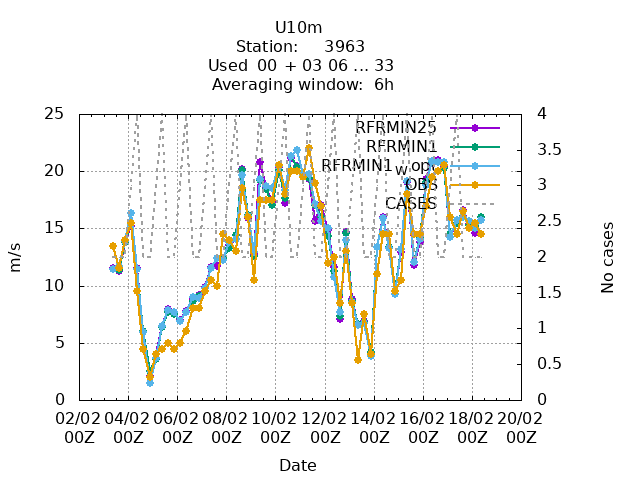 U10m
Station: 3963
Used 00 + 03 06 ... 33
Averaging window: 6h
25
20
15
10
5
0
m/s
4
3.5
3
2.5
2
1.5
1
0.5
0
No cases
RFRMIN25
RFRMIN1
RFRMIN1wop
OBS
CASES
02/02 04/02 06/02 08/02 10/02 12/02 14/02 16/02 18/02 20/02
00Z 00Z 00Z 00Z 00Z 00Z 00Z 00Z 00Z 00Z
Date